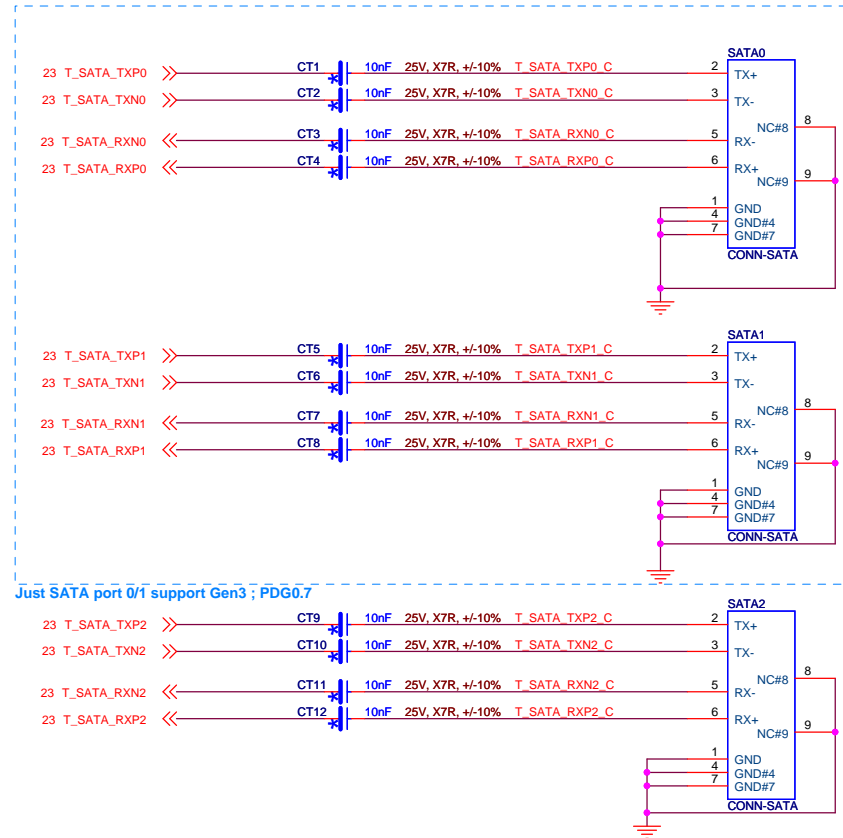 SATA0
23 T_SATA_TXP0 CT1 10nF 25V, X7R, +/-10% T_SATA_TXP0_C 2 TX+
23 T_SATA_TXN0 CT2 10nF 25V, X7R, +/-10% T_SATA_TXN0_C 3 TX-
NC#8 8
23 T_SATA_RXN0 CT3 10nF 25V, X7R, +/-10% T_SATA_RXN0_C 5 RX-
23 T_SATA_RXP0 CT4 10nF 25V, X7R, +/-10% T_SATA_RXP0_C 6 RX+
NC#9 9
1 GND
4 GND#4
7 GND#7
CONN-SATA
SATA1
23 T_SATA_TXP1 CT5 10nF 25V, X7R, +/-10% T_SATA_TXP1_C 2 TX+
23 T_SATA_TXN1 CT6 10nF 25V, X7R, +/-10% T_SATA_TXN1_C 3 TX-
NC#8 8
23 T_SATA_RXN1 CT7 10nF 25V, X7R, +/-10% T_SATA_RXN1_C 5 RX-
23 T_SATA_RXP1 CT8 10nF 25V, X7R, +/-10% T_SATA_RXP1_C 6 RX+
NC#9 9
1 GND
4 GND#4
7 GND#7
CONN-SATA
Just SATA port 0/1 support Gen3 ; PDG0.7
SATA2
23 T_SATA_TXP2 CT9 10nF 25V, X7R, +/-10% T_SATA_TXP2_C 2 TX+
23 T_SATA_TXN2 CT10 10nF 25V, X7R, +/-10% T_SATA_TXN2_C 3 TX-
NC#8 8
23 T_SATA_RXN2 CT11 10nF 25V, X7R, +/-10% T_SATA_RXN2_C 5 RX-
23 T_SATA_RXP2 CT12 10nF 25V, X7R, +/-10% T_SATA_RXP2_C 6 RX+
NC#9 9
1 GND
4 GND#4
7 GND#7
CONN-SATA